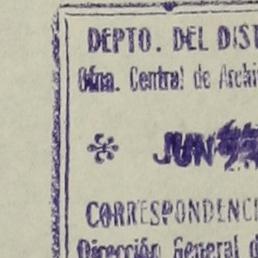 DEPTO. DEL DIST
Ofna. Central de Archi
JUN
CORRESPONDENCI
Dirección General d